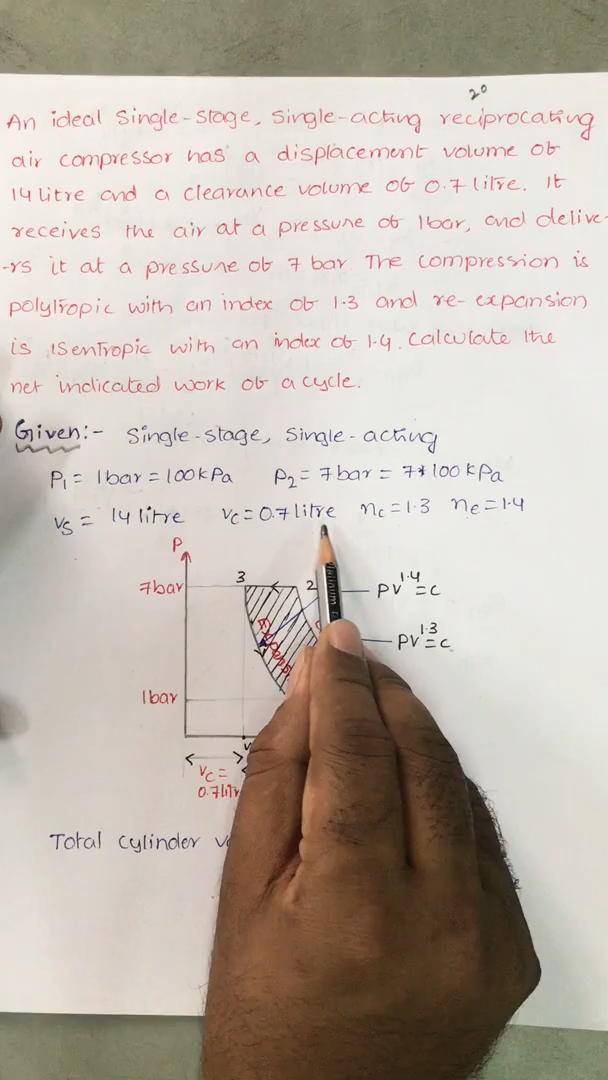 20
An ideal Single-Stage, Single-acting reciprocating
air compressor has a displacement volume of
14 litre and a clearance volume of 0.7 litre. It
receives the air at a pressure of 1bar, and delive-
-rs it at a pressure of 7 bar. The compression is
polytropic with an index of 1.3 and re-expansion
is isentropic with an index of 1.4. Calculate the
net indicated work of a cycle.
Given:- Single-stage, Single-acting
P1 = 1bar = 100kPa P2 = 7bar = 7*100kPa
Vs = 14 litre Vc = 0.7 litre nc = 1.3 ne = 1.4
P
7bar 3 2 PV^1.4 = C
PV^1.3 = C
1bar
Vc =
0.7 litr
Total cylinder